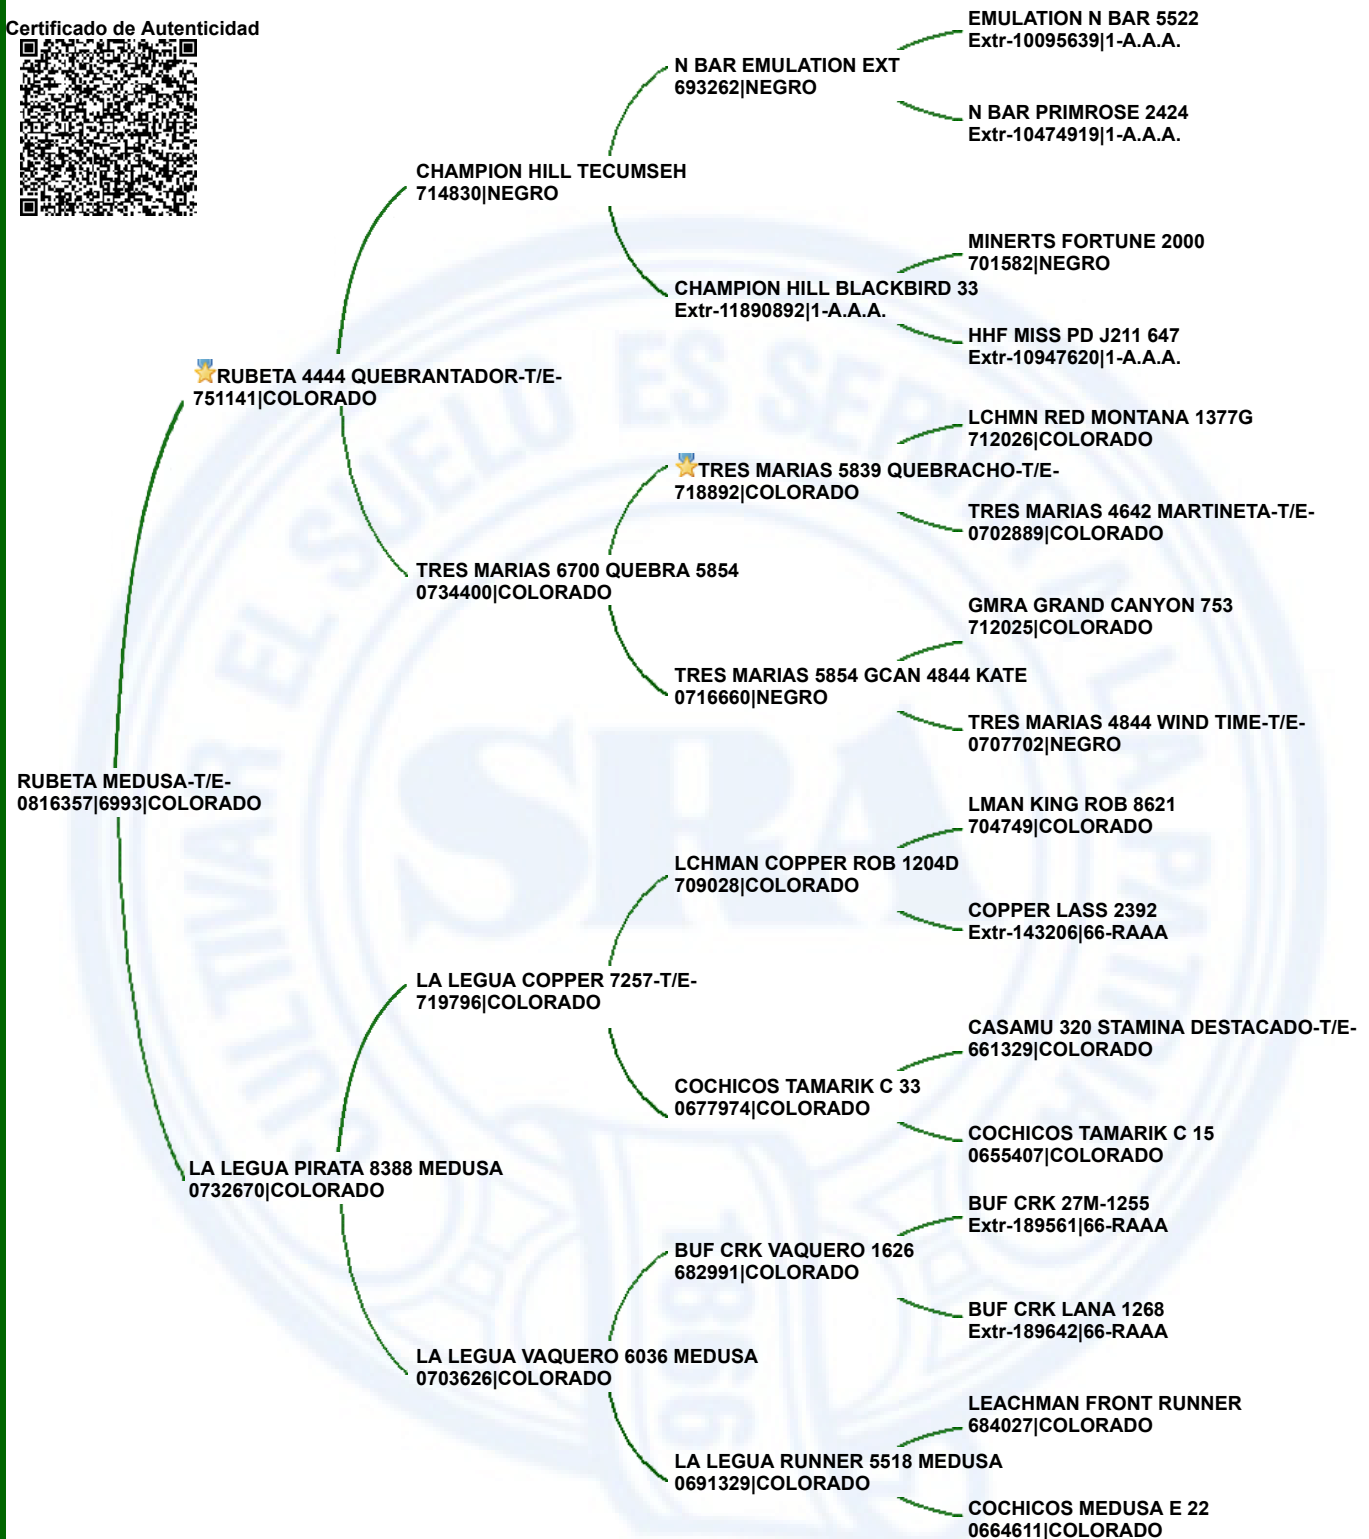 Certificado de Autenticidad
EMULATION N BAR 5522
Extr-10095639|1-A.A.A.
N BAR EMULATION EXT
693262|NEGRO
N BAR PRIMROSE 2424
Extr-10474919|1-A.A.A.
CHAMPION HILL TECUMSEH
714830|NEGRO
MINERTS FORTUNE 2000
701582|NEGRO
CHAMPION HILL BLACKBIRD 33
Extr-11890892|1-A.A.A.
HHF MISS PD J211 647
Extr-10947620|1-A.A.A.
RUBETA 4444 QUEBRANTADOR-T/E-
751141|COLORADO
LCHMN RED MONTANA 1377G
712026|COLORADO
TRES MARIAS 5839 QUEBRACHO-T/E-
718892|COLORADO
TRES MARIAS 4642 MARTINETA-T/E-
0702889|COLORADO
TRES MARIAS 6700 QUEBRA 5854
0734400|COLORADO
GMRA GRAND CANYON 753
712025|COLORADO
TRES MARIAS 5854 GCAN 4844 KATE
0716660|NEGRO
TRES MARIAS 4844 WIND TIME-T/E-
0707702|NEGRO
RUBETA MEDUSA-T/E-
0816357|6993|COLORADO
LMAN KING ROB 8621
704749|COLORADO
LCHMAN COPPER ROB 1204D
709028|COLORADO
COPPER LASS 2392
Extr-143206|66-RAAA
LA LEGUA COPPER 7257-T/E-
719796|COLORADO
CASAMU 320 STAMINA DESTACADO-T/E-
661329|COLORADO
COCHICOS TAMARIK C 33
0677974|COLORADO
COCHICOS TAMARIK C 15
0655407|COLORADO
LA LEGUA PIRATA 8388 MEDUSA
0732670|COLORADO
BUF CRK 27M-1255
Extr-189561|66-RAAA
BUF CRK VAQUERO 1626
682991|COLORADO
BUF CRK LANA 1268
Extr-189642|66-RAAA
LA LEGUA VAQUERO 6036 MEDUSA
0703626|COLORADO
LEACHMAN FRONT RUNNER
684027|COLORADO
LA LEGUA RUNNER 5518 MEDUSA
0691329|COLORADO
COCHICOS MEDUSA E 22
0664611|COLORADO
CULTIVAR EL SUELO ES SERVIR A LA PATRIA
SRA
1866